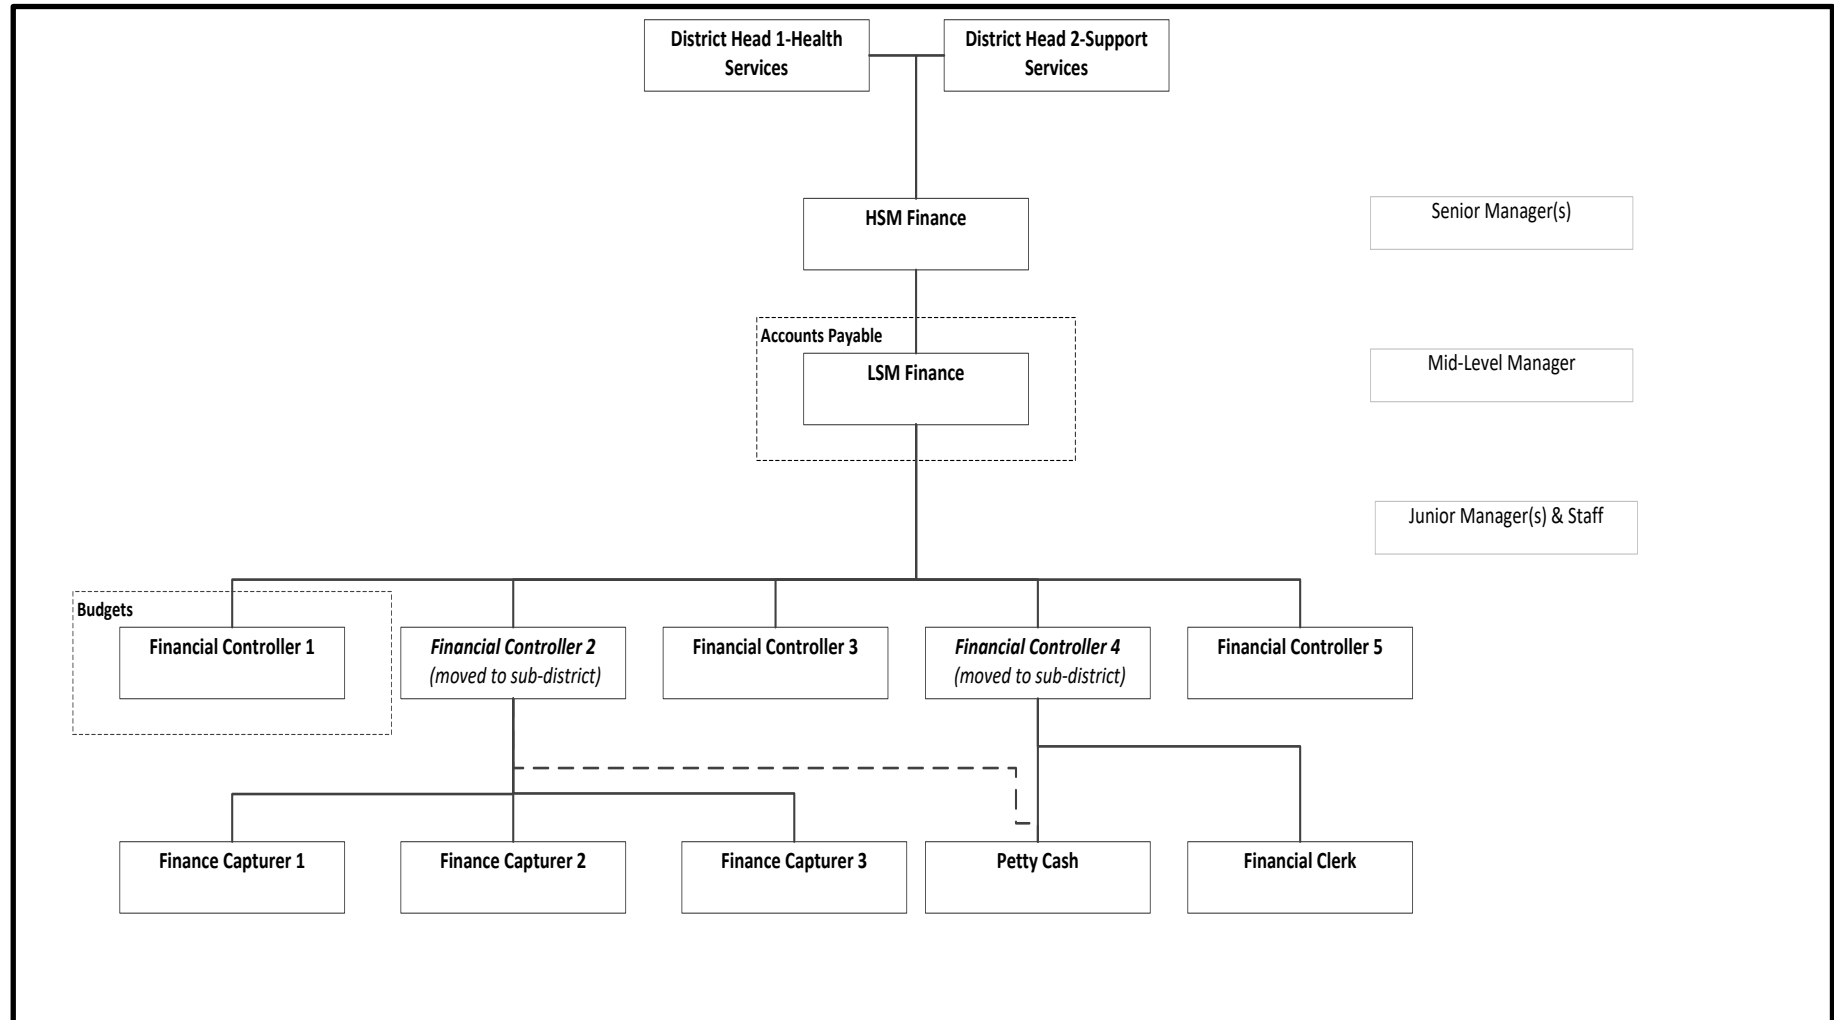 District Head 1-Health
Services
District Head 2-Support
Services
HSM Finance
Senior Manager(s)
Accounts Payable
LSM Finance
Mid-Level Manager
Junior Manager(s) & Staff
Budgets
Financial Controller 1
Financial Controller 2
(moved to sub-district)
Financial Controller 3
Financial Controller 4
(moved to sub-district)
Financial Controller 5
Finance Capturer 1
Finance Capturer 2
Finance Capturer 3
Petty Cash
Financial Clerk